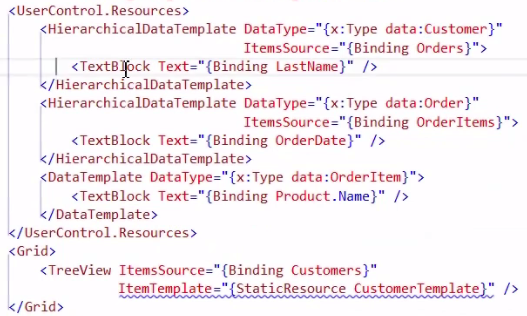 <UserControl.Resources>
<HierarchicalDataTemplate DataType="{x:Type data:Customer}"
ItemsSource="{Binding Orders}">
<TextBlock Text="{Binding LastName}" />
</HierarchicalDataTemplate>
<HierarchicalDataTemplate DataType="{x:Type data:Order}"
ItemsSource="{Binding OrderItems}">
<TextBlock Text="{Binding OrderDate}" />
</HierarchicalDataTemplate>
<DataTemplate DataType="{x:Type data:OrderItem}">
<TextBlock Text="{Binding Product.Name}" />
</DataTemplate>
</UserControl.Resources>
<Grid>
<TreeView ItemsSource="{Binding Customers}"
ItemTemplate="{StaticResource CustomerTemplate}" />
</Grid>